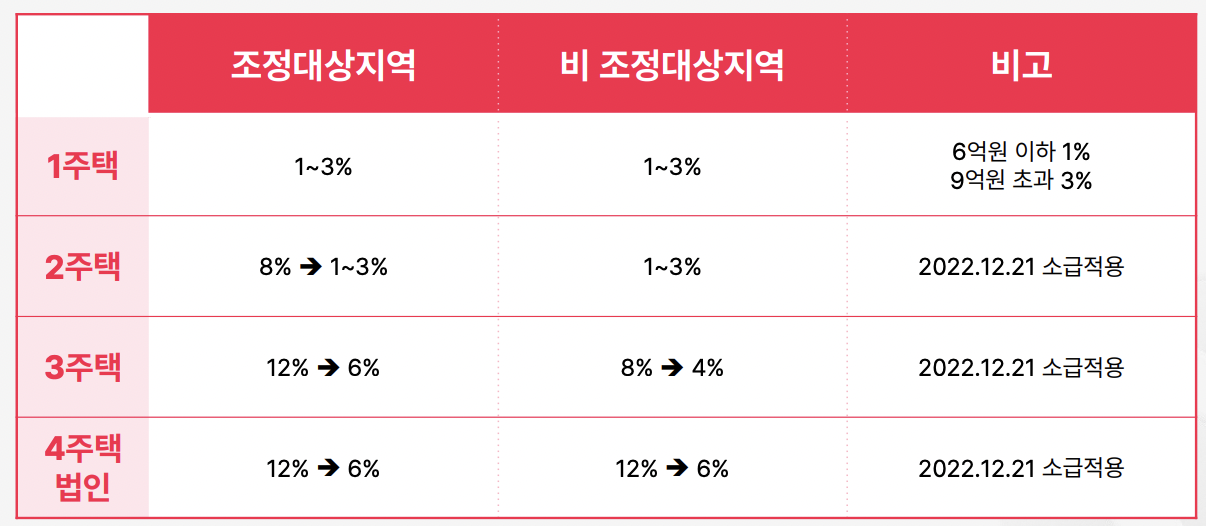 조정대상지역 비 조정대상지역 비고
1주택 1~3% 1~3% 6억원 이하 1%
9억원 초과 3%
2주택 8% ➔ 1~3% 1~3% 2022.12.21 소급적용
3주택 12% ➔ 6% 8% ➔ 4% 2022.12.21 소급적용
4주택
법인 12% ➔ 6% 12% ➔ 6% 2022.12.21 소급적용